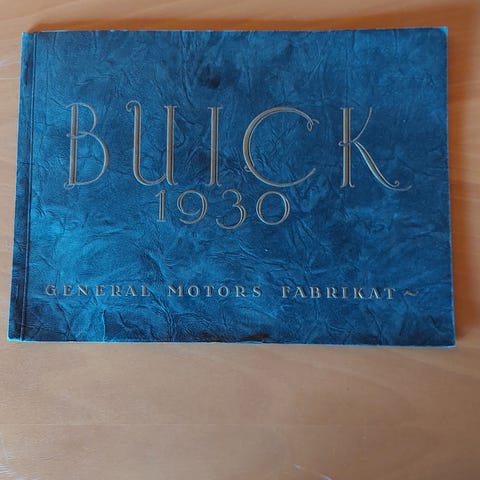 BUICK
1930
GENERAL MOTORS FABRIKAT ~